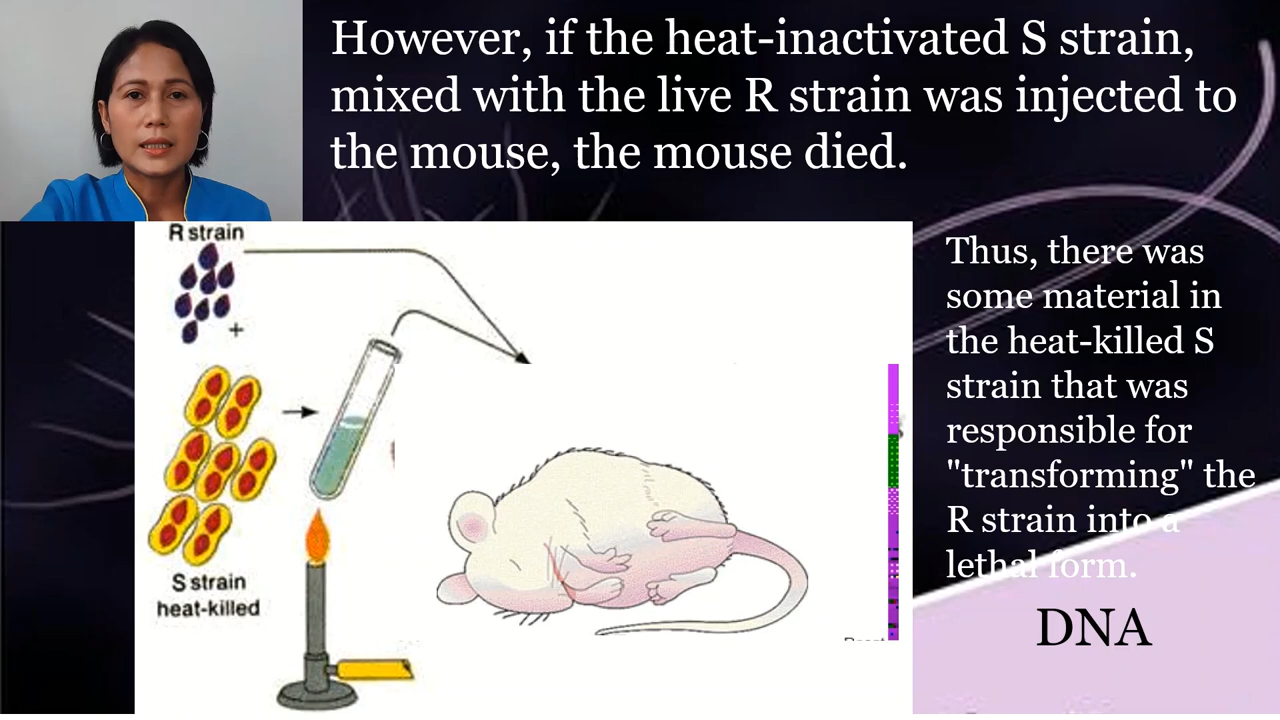 However, if the heat-inactivated S strain,
mixed with the live R strain was injected to
the mouse, the mouse died.
R strain
+
S strain
heat-killed
Thus, there was
some material in
the heat-killed S
strain that was
responsible for
"transforming" the
R strain into a
lethal form.
DNA